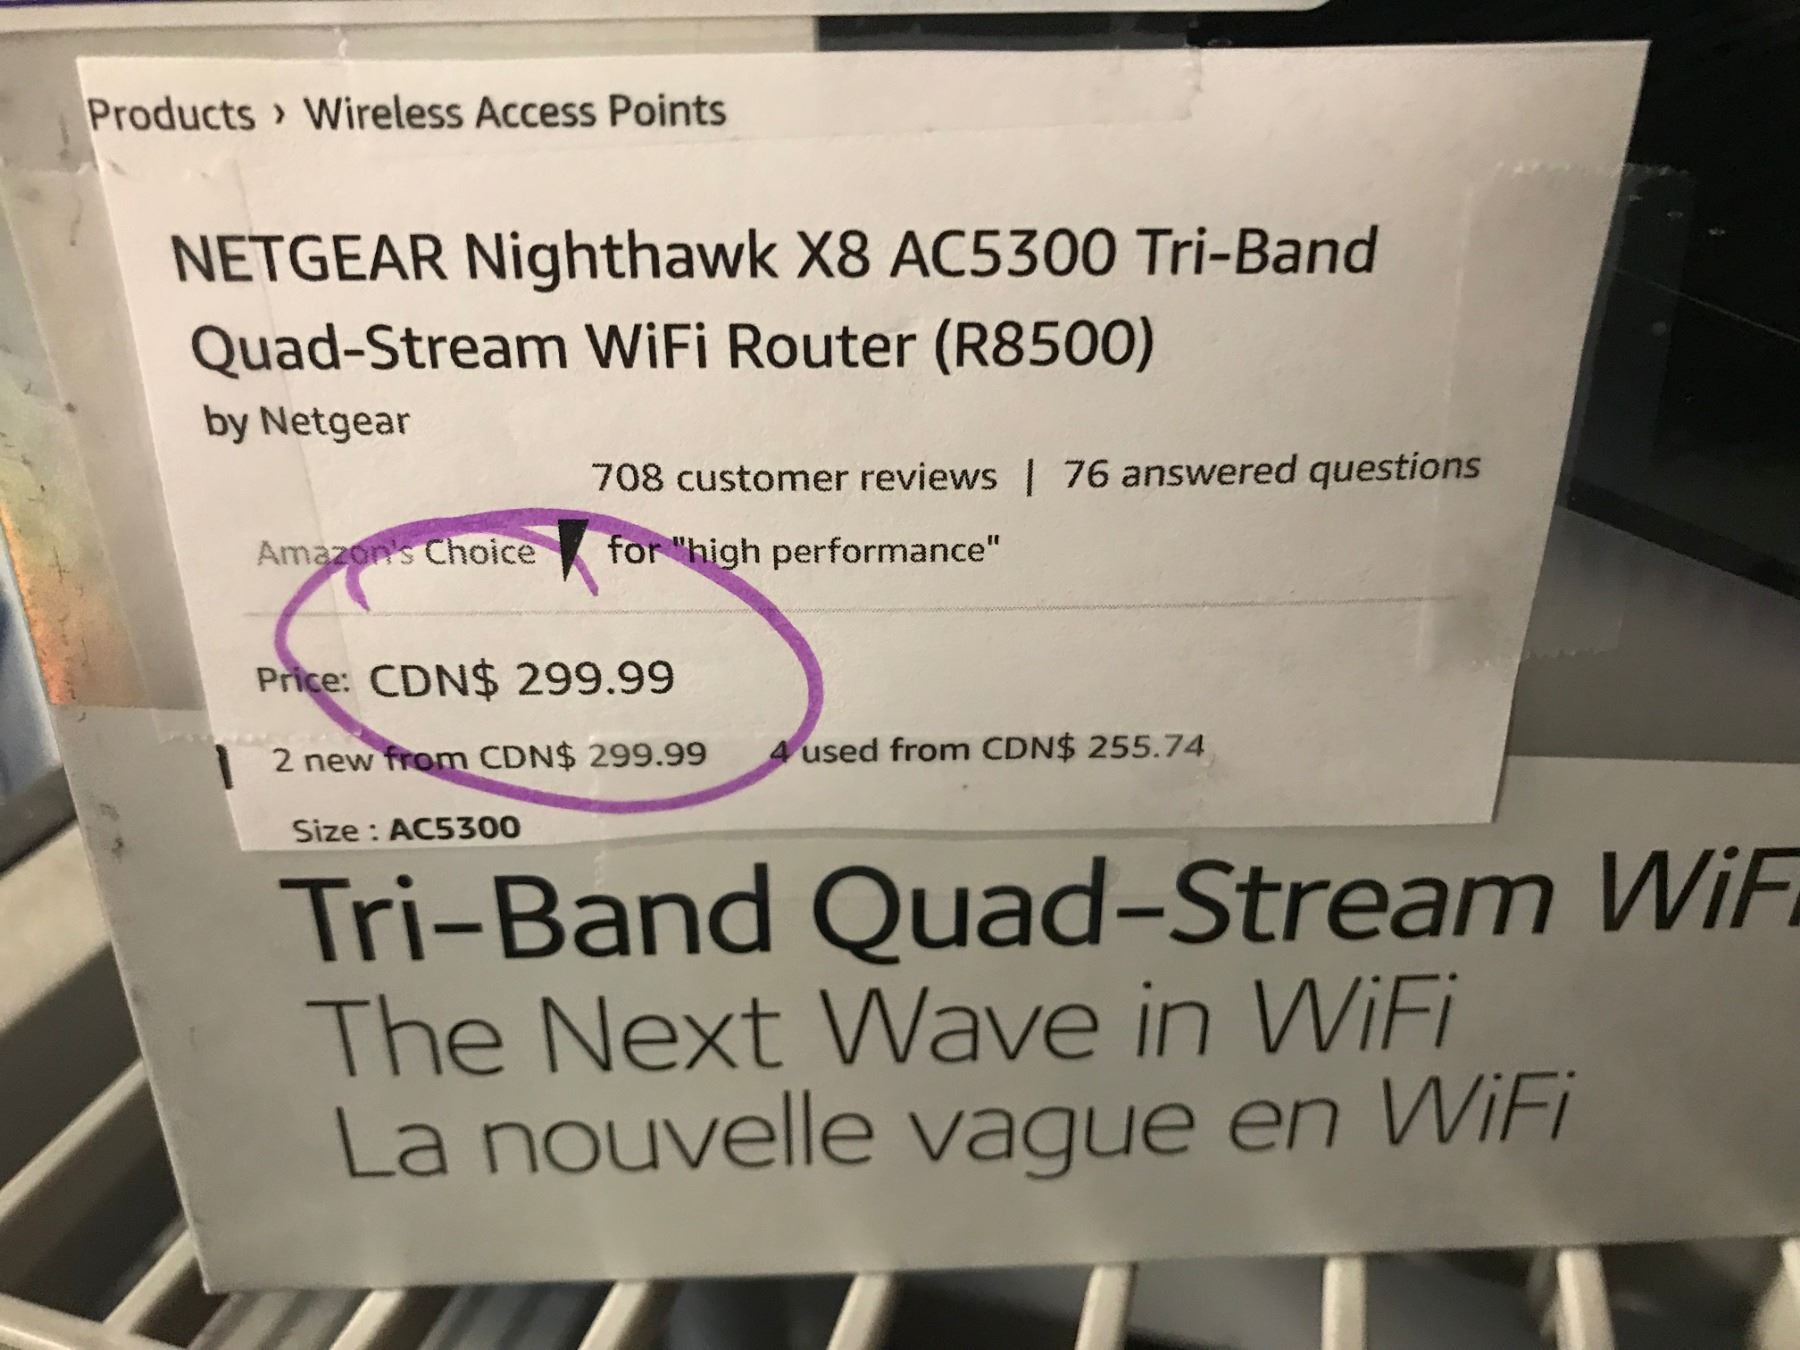 Products › Wireless Access Points
NETGEAR Nighthawk X8 AC5300 Tri-Band
Quad-Stream WiFi Router (R8500)
by Netgear
708 customer reviews | 76 answered questions
Amazon's Choice for "high performance"
Price: CDN$ 299.99
2 new from CDN$ 299.99 4 used from CDN$ 255.74
Size : AC5300
Tri-Band Quad-Stream WiFi
The Next Wave in WiFi
La nouvelle vague en WiFi